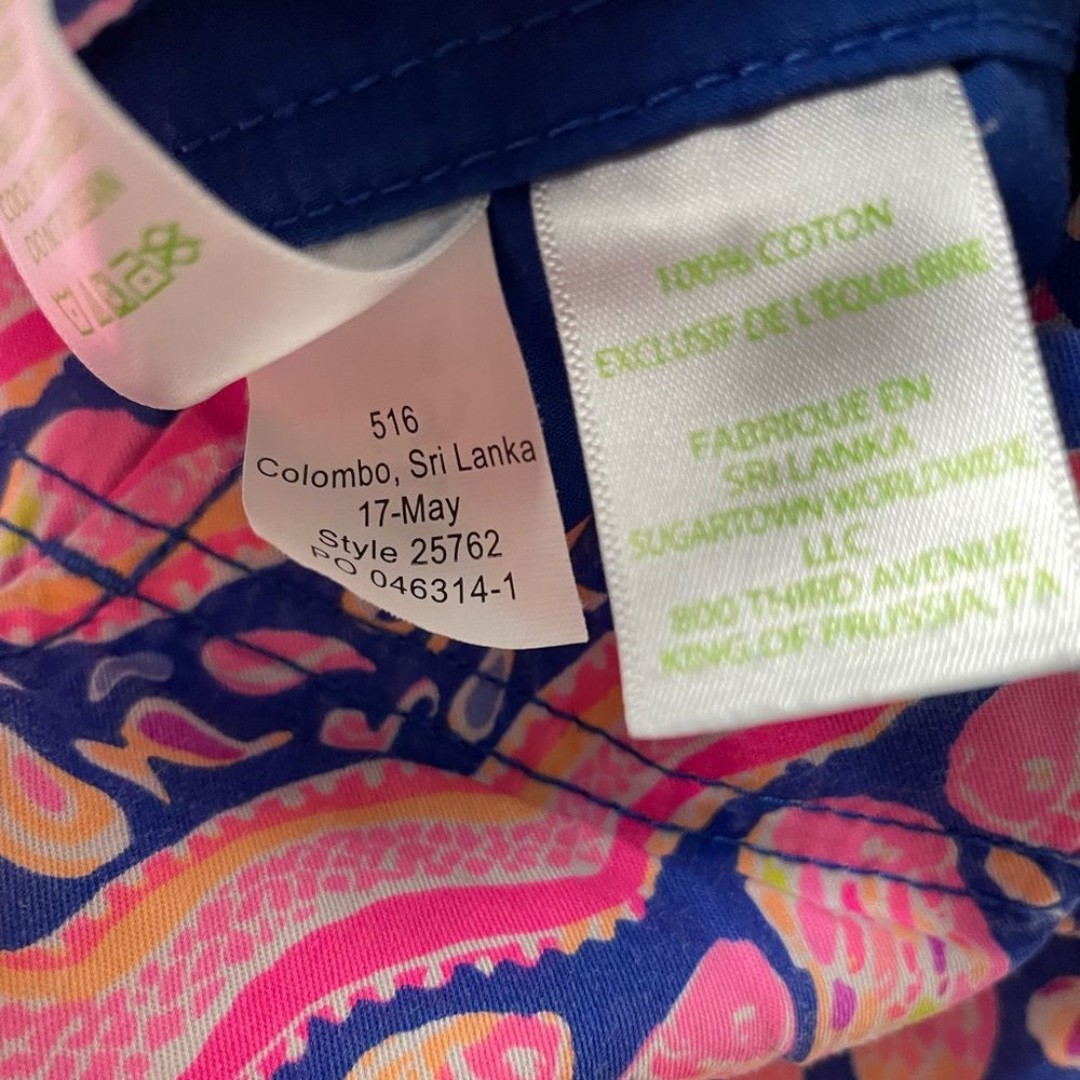 516
Colombo, Sri Lanka
17-May
Style 25762
PO 046314-1
100% COTON
EXCLUSIF DE L'ÉQUILIBRE
FABRIQUE EN
SRI LANKA
SUGARTOWN WORLDWIDE
LLC
800 THIRD AVENUE
KING OF PRUSSIA, PA